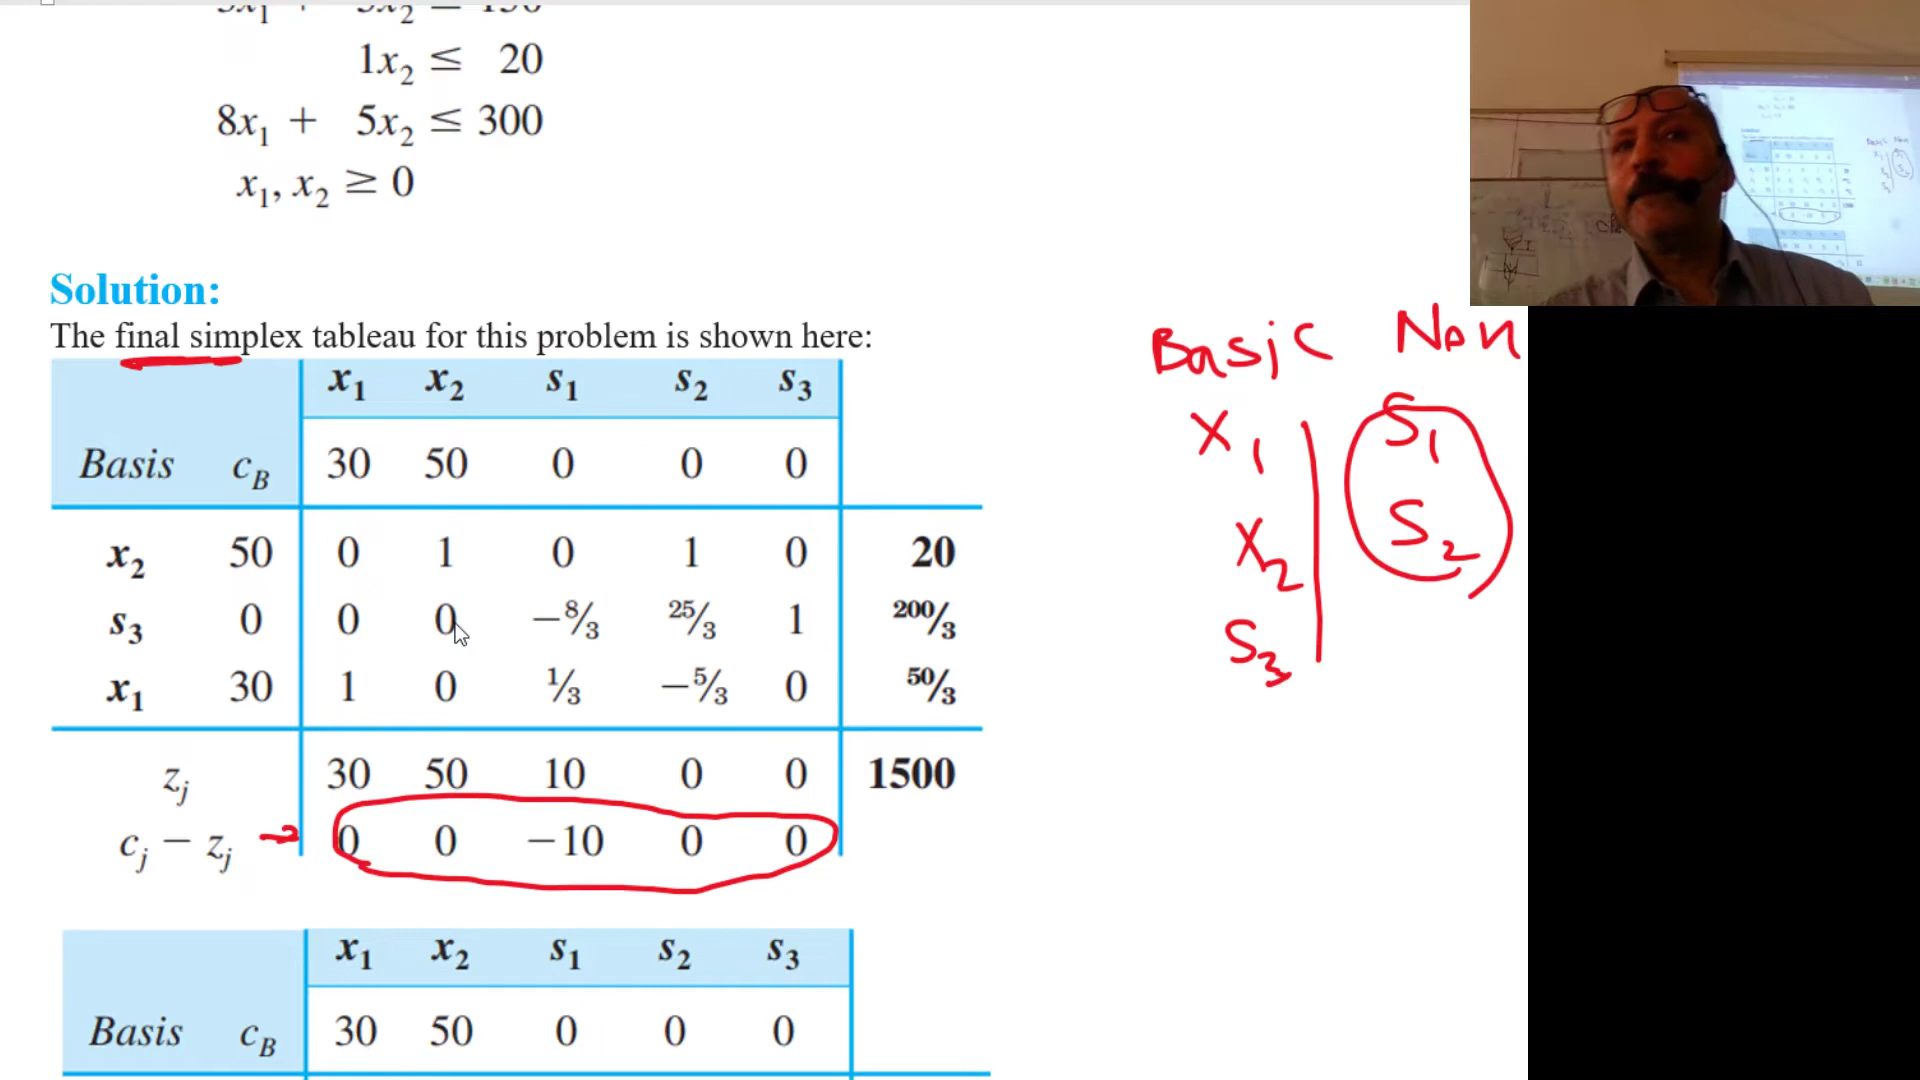 1x₂ ≤ 20
8x₁ + 5x₂ ≤ 300
x₁, x₂ ≥ 0
Solution:
The final simplex tableau for this problem is shown here:
x₁ x₂ s₁ s₂ s₃
Basis c_B 30 50 0 0 0
x₂ 50 0 1 0 1 0 20
s₃ 0 0 0 −8/3 25/3 1 200/3
x₁ 30 1 0 1/3 −5/3 0 50/3
z_j 30 50 10 0 0 1500
c_j − z_j 0 0 −10 0 0
x₁ x₂ s₁ s₂ s₃
Basis c_B 30 50 0 0 0
Basic Non
x₁ S₁
x₂ S₂
S₃